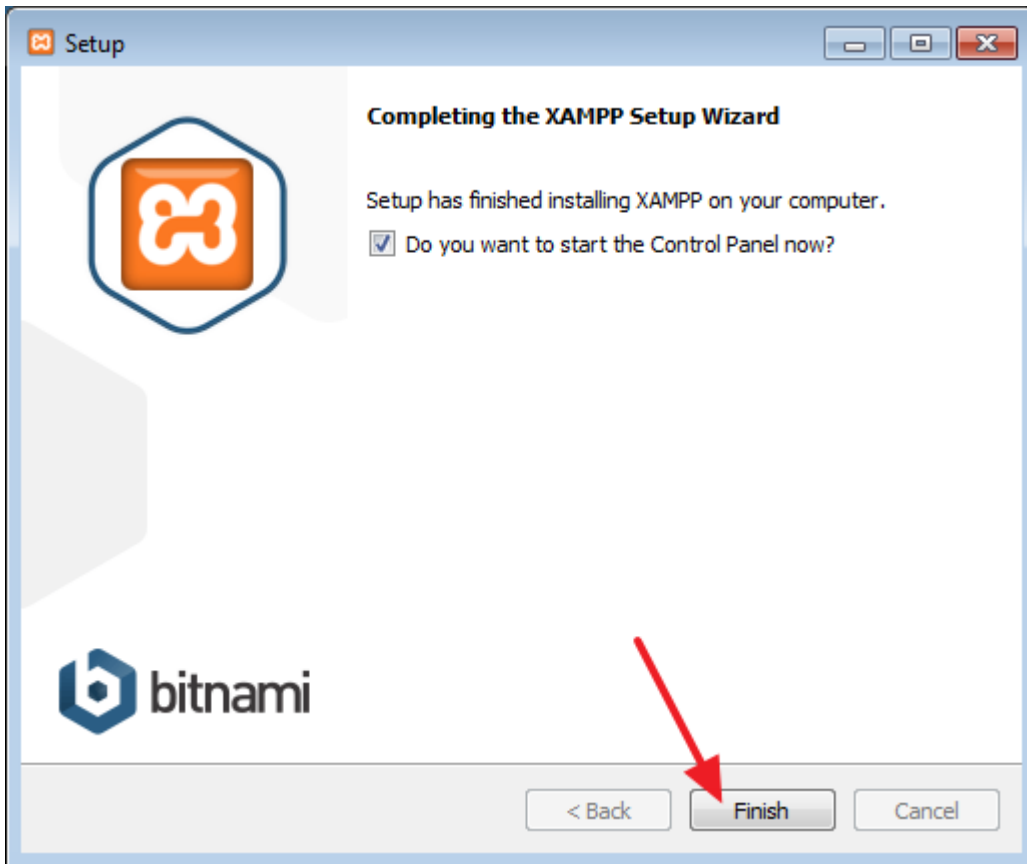 Setup
Completing the XAMPP Setup Wizard
Setup has finished installing XAMPP on your computer.
Do you want to start the Control Panel now?
bitnami
< Back
Finish
Cancel